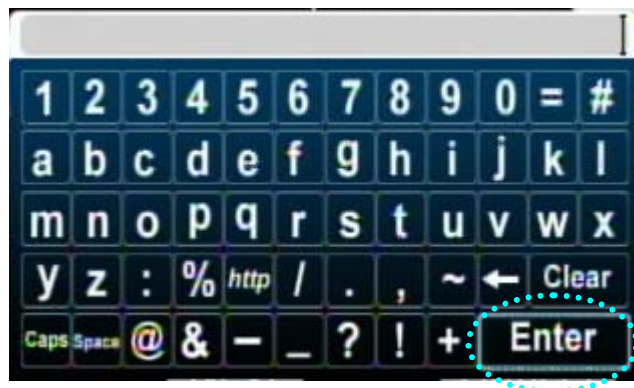 1 2 3 4 5 6 7 8 9 0 = #
a b c d e f g h i j k l
m n o p q r s t u v w x
y z : % http / . , ~ ← Clear
Caps Space @ & – _ ? ! + Enter